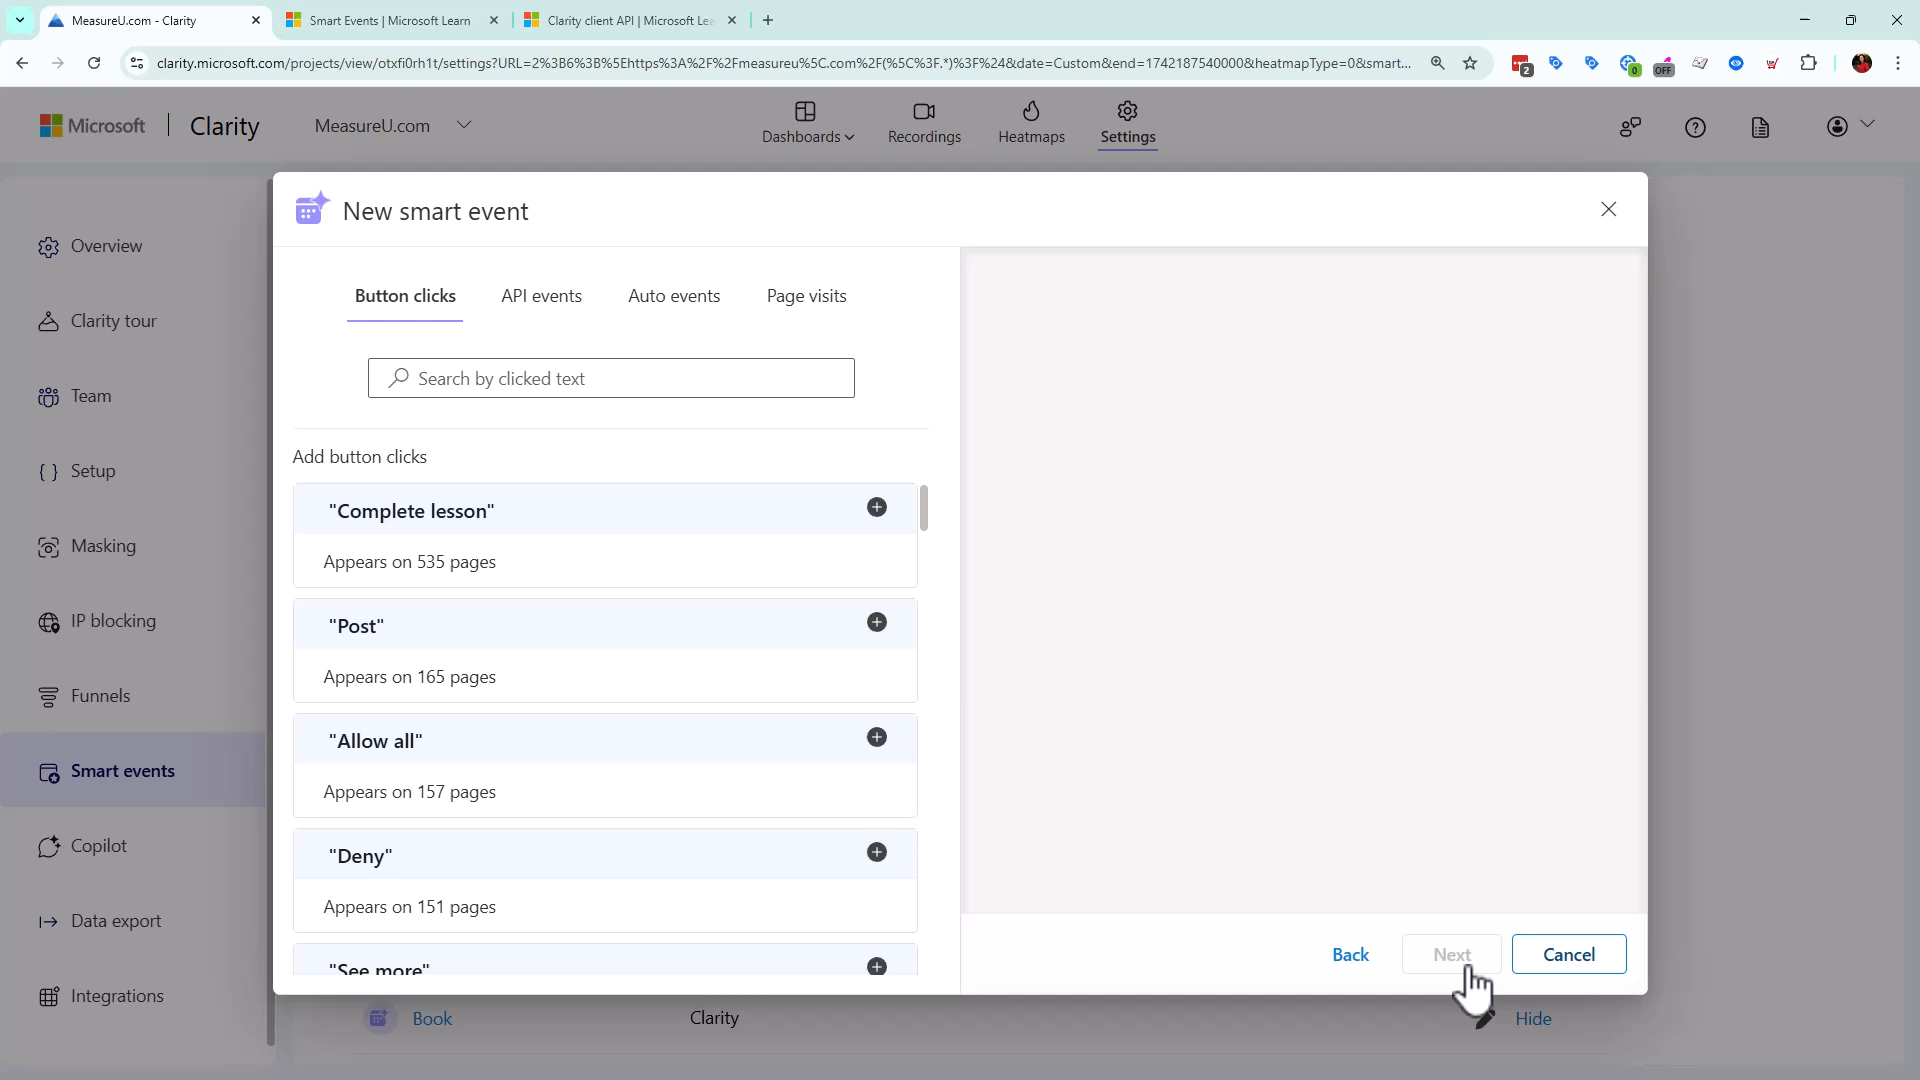 MeasureU.com - Clarity
Smart Events | Microsoft Learn
Clarity client API | Microsoft Lea
clarity.microsoft.com/projects/view/otxfi0rh1t/settings?URL=2%3B6%3B%5Ehttps%3A%2F%2Fmeasureu%5C.com%2F(%5C%3F.*)%3F%24&date=Custom&end=1742187540000&heatmapType=0&smart...
2
0
OFF
Microsoft
Clarity
MeasureU.com
Dashboards
Recordings
Heatmaps
Settings
New smart event
Overview
Clarity tour
Team
Setup
Masking
IP blocking
Funnels
Smart events
Copilot
Data export
Integrations
Button clicks
API events
Auto events
Page visits
Search by clicked text
Add button clicks
"Complete lesson"
Appears on 535 pages
"Post"
Appears on 165 pages
"Allow all"
Appears on 157 pages
"Deny"
Appears on 151 pages
"See more"
Back
Next
Cancel
Book
Clarity
Hide